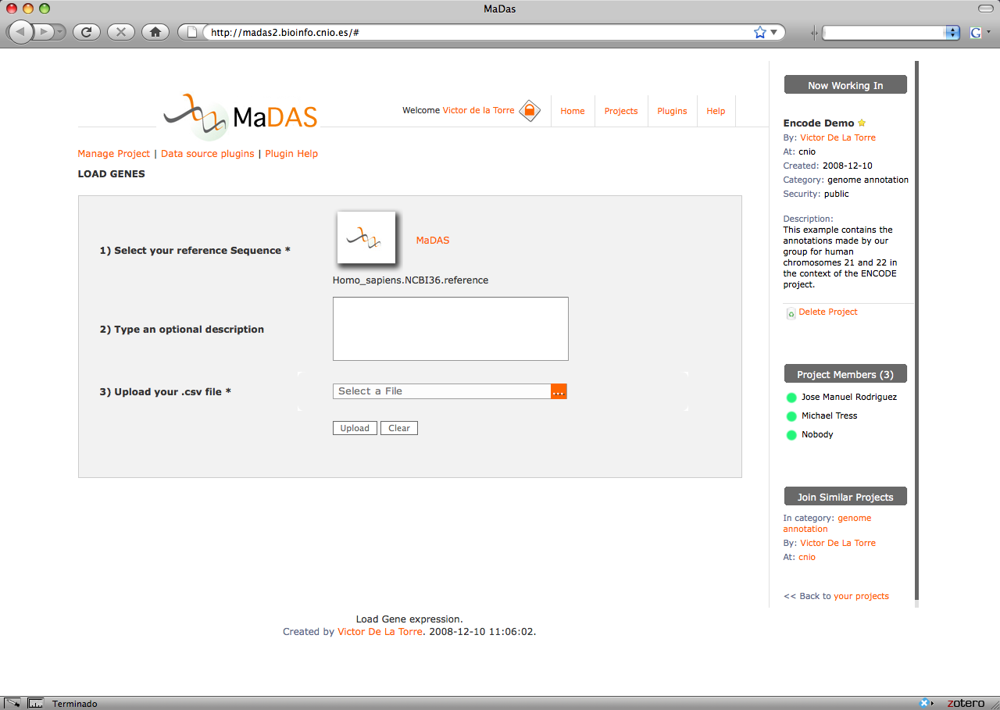 MaDas
http://madas2.bioinfo.cnio.es/#
G
MaDAS
Welcome Victor de la Torre
Home
Projects
Plugins
Help
Manage Project | Data source plugins | Plugin Help
LOAD GENES
1) Select your reference Sequence *
MaDAS
Homo_sapiens.NCBI36.reference
2) Type an optional description
3) Upload your .csv file *
Select a File
...
Upload
Clear
Load Gene expression.
Created by Victor De La Torre. 2008-12-10 11:06:02.
Now Working In
Encode Demo
By: Victor De La Torre
At: cnio
Created: 2008-12-10
Category: genome annotation
Security: public
Description:
This example contains the
annotations made by our
group for human
chromosomes 21 and 22 in
the context of the ENCODE
project.
Delete Project
Project Members (3)
Jose Manuel Rodriguez
Michael Tress
Nobody
Join Similar Projects
In category: genome
annotation
By: Victor De La Torre
At: cnio
<< Back to your projects
Terminado
zotero